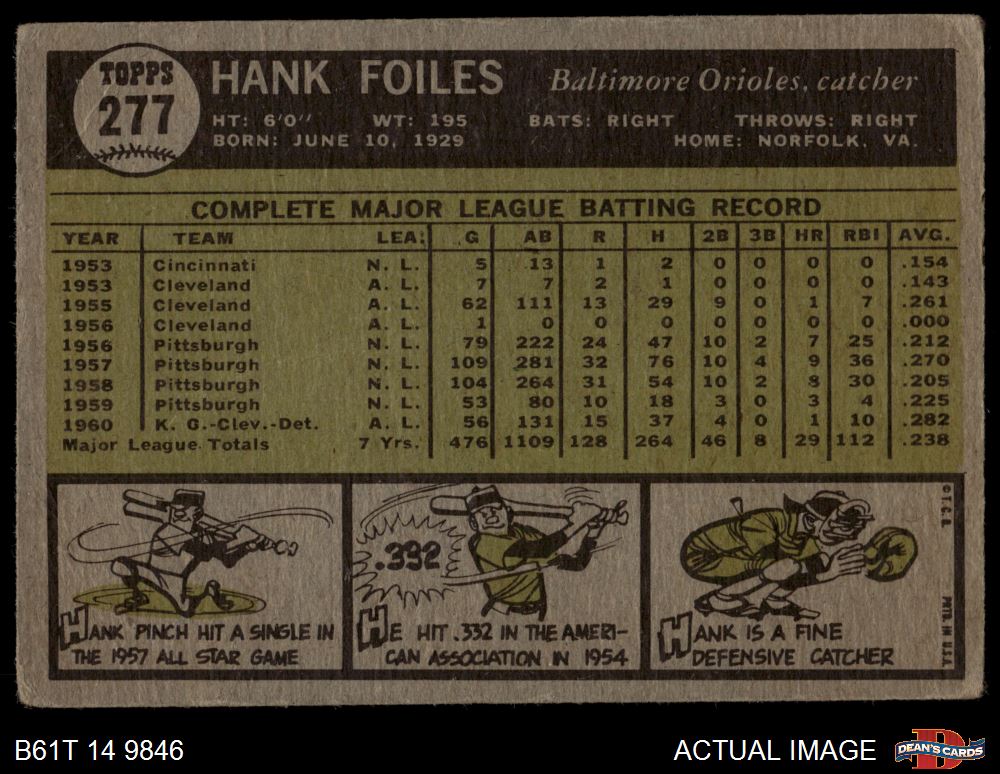 TOPPS
277
HANK FOILES Baltimore Orioles, catcher
HT: 6'0" WT: 195 BATS: RIGHT THROWS: RIGHT
BORN: JUNE 10, 1929 HOME: NORFOLK, VA.
COMPLETE MAJOR LEAGUE BATTING RECORD
YEAR TEAM LEA: G AB R H 2B 3B HR RBI AVG.
1953 Cincinnati N. L. 5 13 1 2 0 0 0 0 .154
1953 Cleveland A. L. 7 7 2 1 0 0 0 0 .143
1955 Cleveland A. L. 62 111 13 29 9 0 1 7 .261
1956 Cleveland A. L. 1 0 0 0 0 0 0 0 .000
1956 Pittsburgh N. L. 79 222 24 47 10 2 7 25 .212
1957 Pittsburgh N. L. 109 281 32 76 10 4 9 36 .270
1958 Pittsburgh N. L. 104 264 31 54 10 2 8 30 .205
1959 Pittsburgh N. L. 53 80 10 18 3 0 3 4 .225
1960 K. C.-Clev.-Det. A. L. 56 131 15 37 4 0 1 10 .282
Major League Totals 7 Yrs. 476 1109 128 264 46 8 29 112 .238
HANK PINCH HIT A SINGLE IN
THE 1957 ALL STAR GAME
.332
HE HIT .332 IN THE AMERI-
CAN ASSOCIATION IN 1954
HANK IS A FINE
DEFENSIVE CATCHER
© T.C.G. PRTD. IN U.S.A.
B61T 14 9846
ACTUAL IMAGE
DEAN'S CARDS